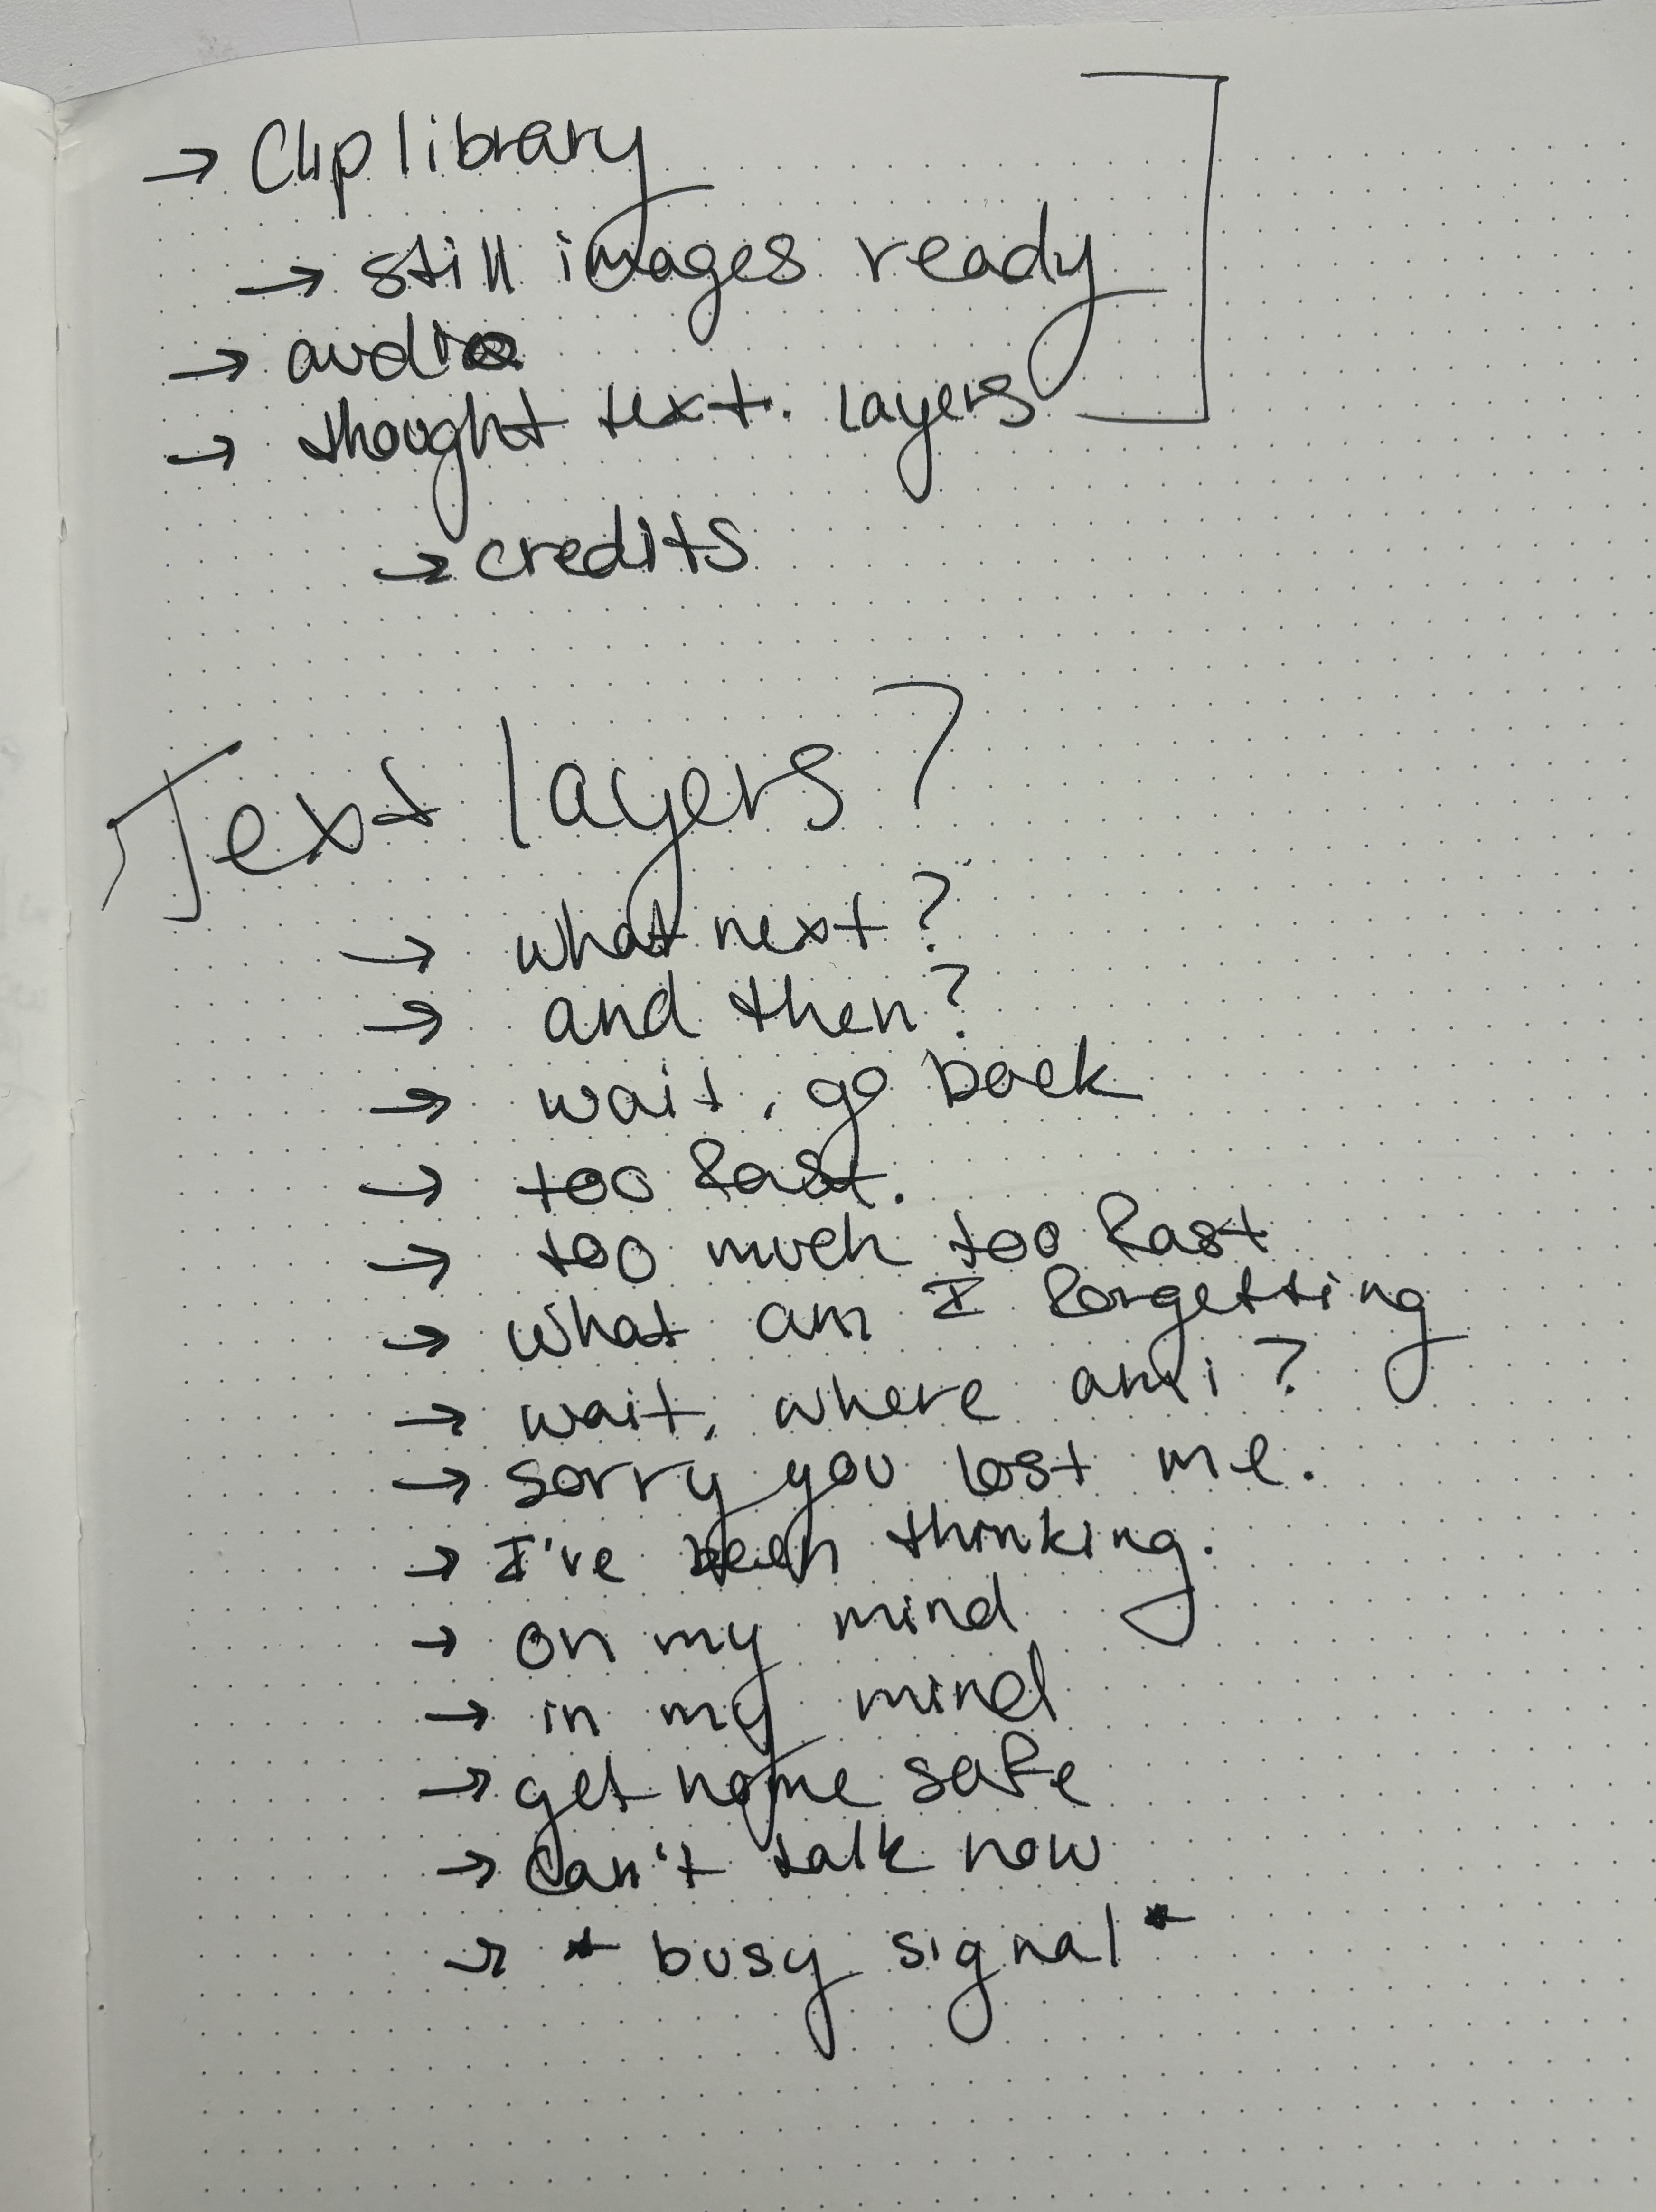 → Clip library
→ still images ready
→ audio
→ thought text. layers
→ credits
Text layers?
→ what next?
→ and then?
→ wait, go back
→ too fast.
→ too much too fast
→ what am I forgetting
→ wait, where am i?
→ sorry you lost me.
→ I've been thinking.
→ on my mind
→ in my mind
→ get home safe
→ can't talk now
→ * busy signal *